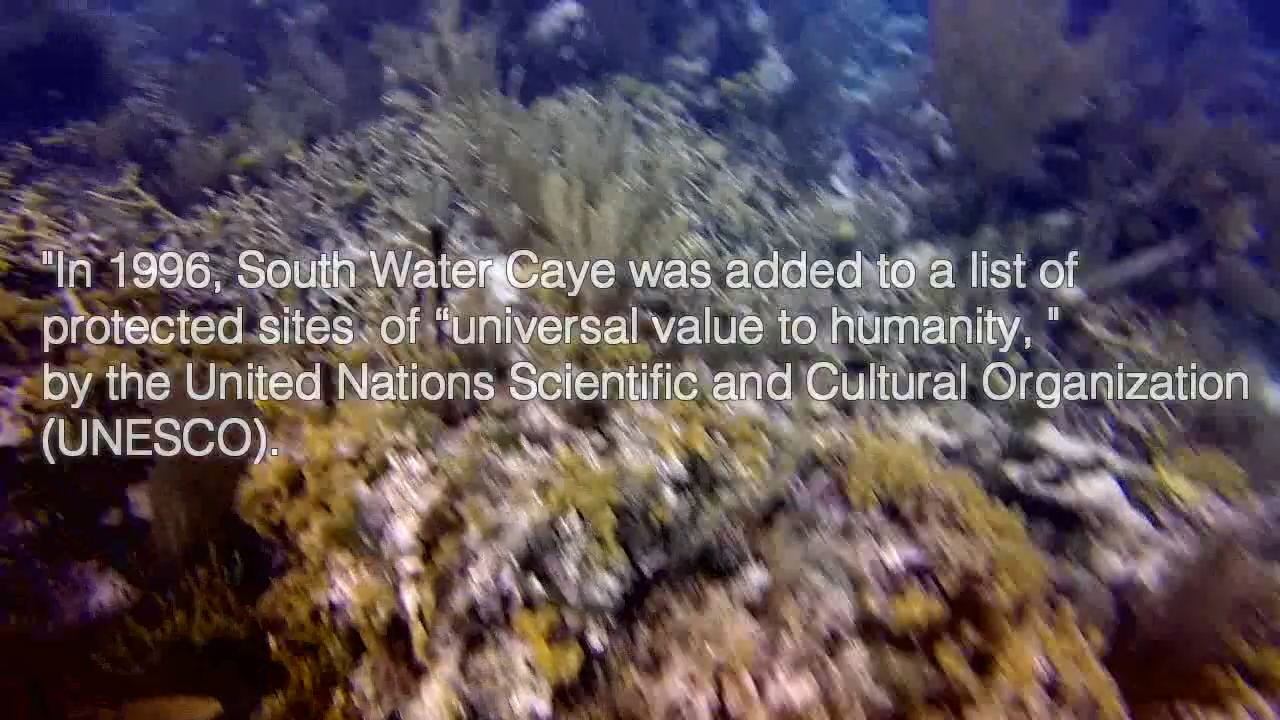 "In 1996, South Water Caye was added to a list of
protected sites  of “universal value to humanity, "
by the United Nations Scientific and Cultural Organization
(UNESCO).